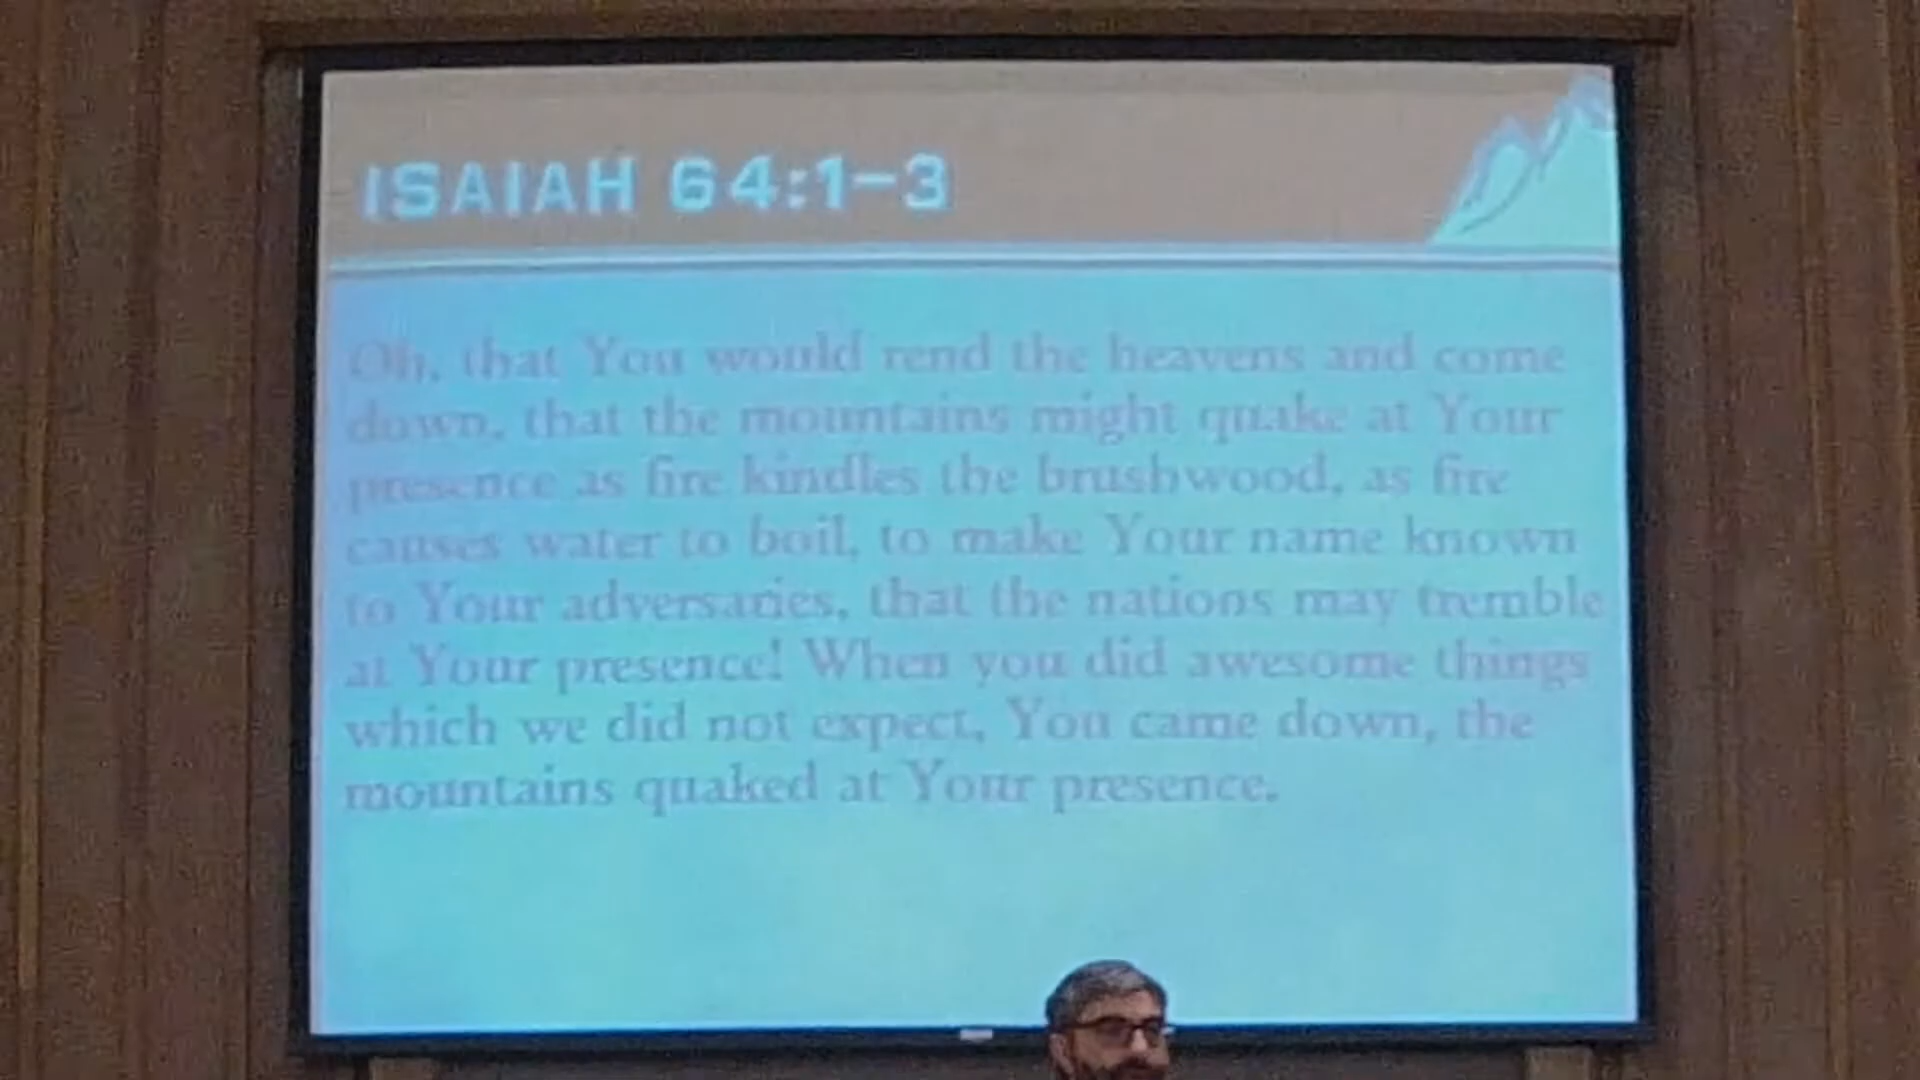 ISAIAH 64:1-3
Oh, that You would rend the heavens and come
down, that the mountains might quake at Your
presence as fire kindles the brushwood, as fire
causes water to boil, to make Your name known
to Your adversaries, that the nations may tremble
at Your presence! When you did awesome things
which we did not expect, You came down, the
mountains quaked at Your presence.